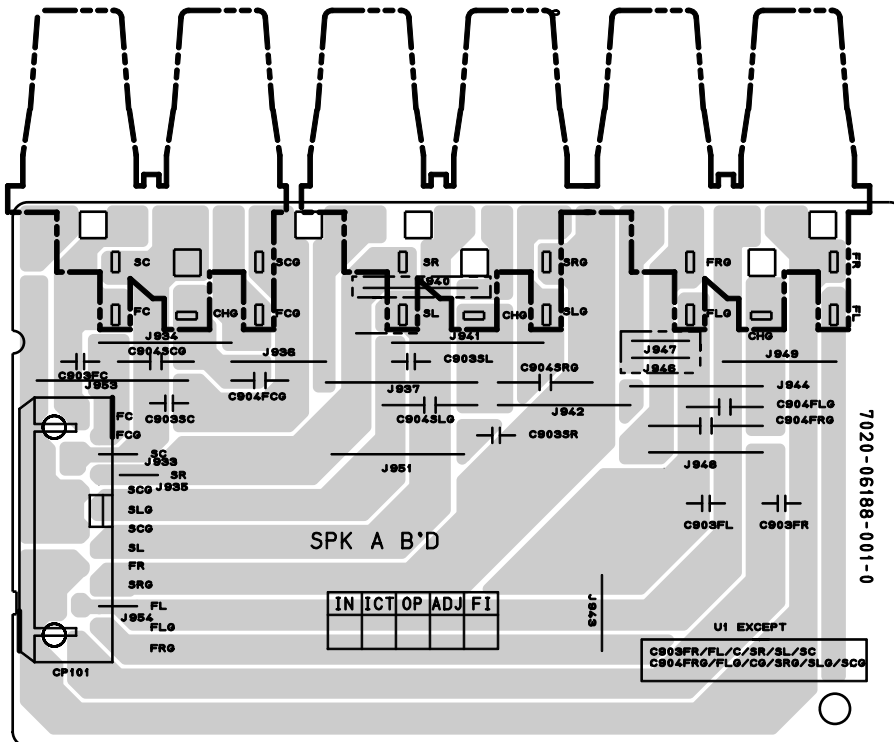 SC
SCG
SR
SRG
FRG
FR
J940
FC
CHG
FCG
SL
CHG
SLG
FLG
CHG
FL
J934
J941
C904SCG
J936
C903SL
J947
J949
C903FC
J953
C904FCG
J937
C904SRG
J946
J944
C903SC
C904SLG
J942
C904FLG
C904FRG
FC
FCG
C903SR
SC
J933
J951
J948
SR
J935
SCG
SLG
C903FL
C903FR
7020-06188-001-0
SCG
SPK A B'D
SL
FR
SRG
FL
J954
IN ICT OP ADJ FI
J943
FLG
U1 EXCEPT
FRG
C903FR/FL/C/SR/SL/SC
C904FRG/FLG/CG/SRG/SLG/SCG
CP101